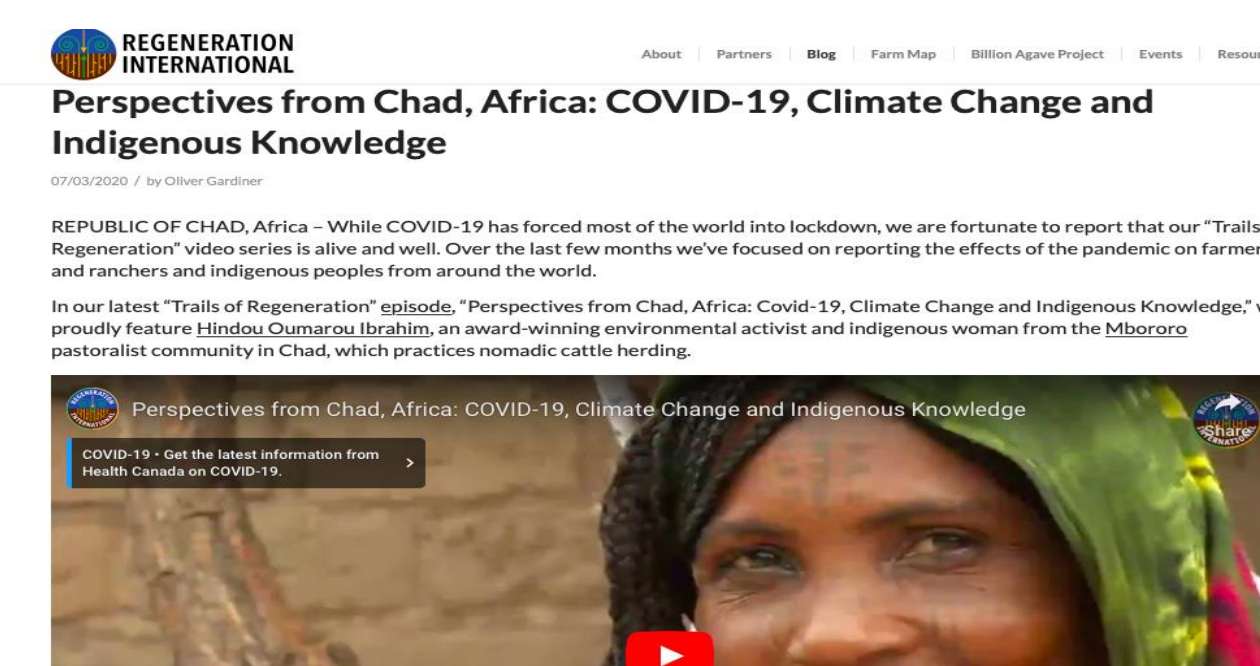 REGENERATION
INTERNATIONAL
About Partners Blog Farm Map Billion Agave Project Events Resour
Perspectives from Chad, Africa: COVID-19, Climate Change and
Indigenous Knowledge
07/03/2020 / by Oliver Gardiner
REPUBLIC OF CHAD, Africa – While COVID-19 has forced most of the world into lockdown, we are fortunate to report that our “Trails
Regeneration” video series is alive and well. Over the last few months we’ve focused on reporting the effects of the pandemic on farmer
and ranchers and indigenous peoples from around the world.
In our latest “Trails of Regeneration” episode, “Perspectives from Chad, Africa: Covid-19, Climate Change and Indigenous Knowledge,”
proudly feature Hindou Oumarou Ibrahim, an award-winning environmental activist and indigenous woman from the Mbororo
pastoralist community in Chad, which practices nomadic cattle herding.
Perspectives from Chad, Africa: COVID-19, Climate Change and Indigenous Knowledge
Share
COVID-19 • Get the latest information from
Health Canada on COVID-19.